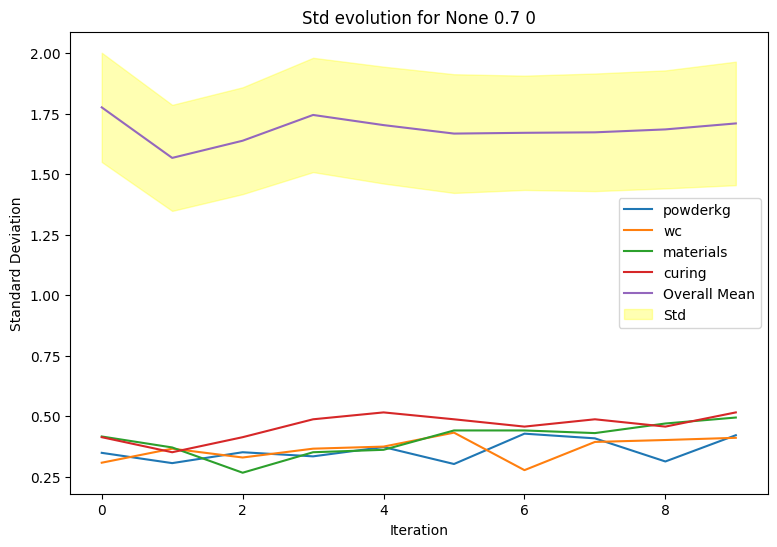 Std evolution for None 0.7 0
Standard Deviation
2.00
1.75
1.50
1.25
1.00
0.75
0.50
0.25
powderkg
wc
materials
curing
Overall Mean
Std
0 2 4 6 8
Iteration